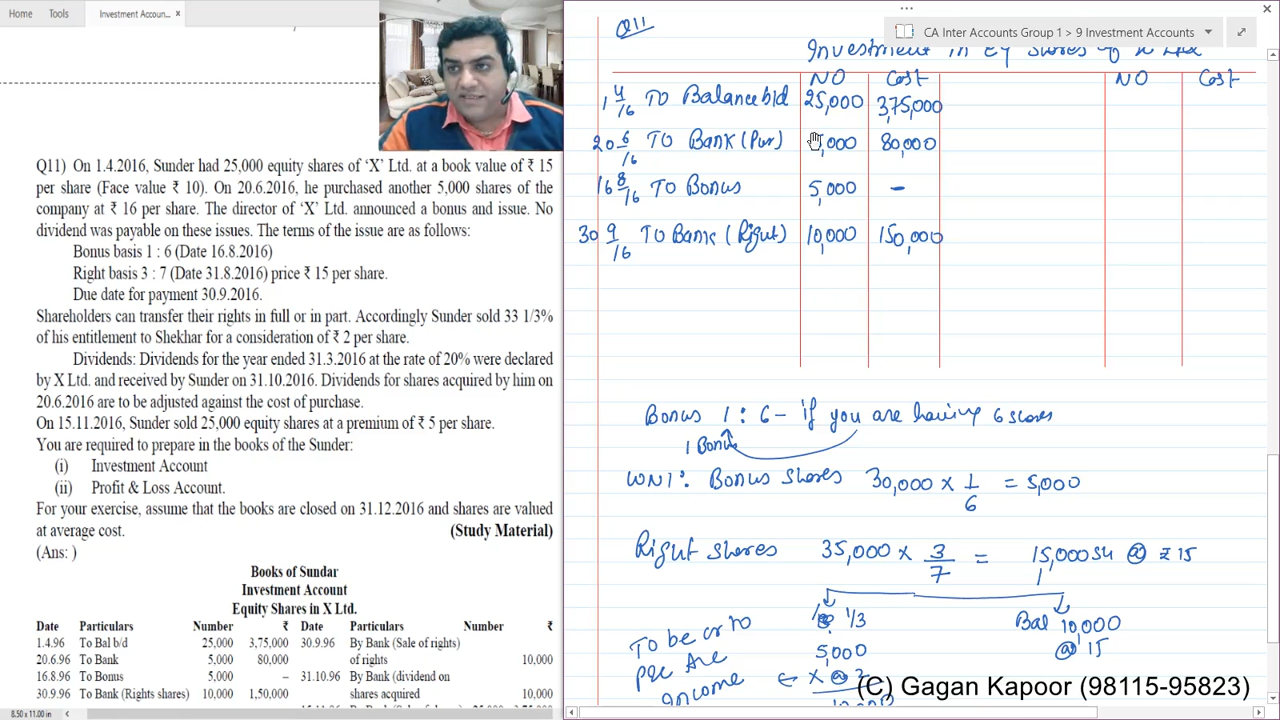 Home Tools Investment Accoun... ×
CA Inter Accounts Group 1 > 9 Investment Accounts
Q11) On 1.4.2016, Sunder had 25,000 equity shares of ‘X’ Ltd. at a book value of ₹ 15
per share (Face value ₹ 10). On 20.6.2016, he purchased another 5,000 shares of the
company at ₹ 16 per share. The director of ‘X’ Ltd. announced a bonus and issue. No
dividend was payable on these issues. The terms of the issue are as follows:
Bonus basis 1 : 6 (Date 16.8.2016)
Right basis 3 : 7 (Date 31.8.2016) price ₹ 15 per share.
Due date for payment 30.9.2016.
Shareholders can transfer their rights in full or in part. Accordingly Sunder sold 33 1/3%
of his entitlement to Shekhar for a consideration of ₹ 2 per share.
Dividends: Dividends for the year ended 31.3.2016 at the rate of 20% were declared
by X Ltd. and received by Sunder on 31.10.2016. Dividends for shares acquired by him on
20.6.2016 are to be adjusted against the cost of purchase.
On 15.11.2016, Sunder sold 25,000 equity shares at a premium of ₹ 5 per share.
You are required to prepare in the books of the Sunder:
(i) Investment Account
(ii) Profit & Loss Account.
For your exercise, assume that the books are closed on 31.12.2016 and shares are valued
at average cost. (Study Material)
(Ans: )
Books of Sundar
Investment Account
Equity Shares in X Ltd.
Date Particulars Number ₹ Date Particulars Number ₹
1.4.96 To Bal b/d 25,000 3,75,000 30.9.96 By Bank (Sale of rights)
20.6.96 To Bank 5,000 80,000 of rights 10,000
16.8.96 To Bonus 5,000 – 31.10.96 By Bank (dividend on
30.9.96 To Bank (Rights shares) 10,000 1,50,000 shares acquired 10,000
8.50 x 11.00 in
Q11
Investment in Eq shares of X Ltd
NO Cost NO Cost
1 4/16 TO Balance b/d 25,000 3,75,000
20 6/16 TO Bank (Pur) ,000 80,000
16 8/16 TO Bonus 5,000 –
30 9/16 TO Bank (Right) 10,000 150,000
Bonus 1 : 6 – if you are having 6 shares
1 Bonus
WN1: Bonus shares 30,000 × 1/6 = 5,000
Right shares 35,000 × 3/7 = 15,000 sh @ ₹ 15
1/3 Bal 10,000
To be cr to 5,000 @ 15
P&L Ac ← × @ 2
income
(C) Gagan Kapoor (98115-95823)